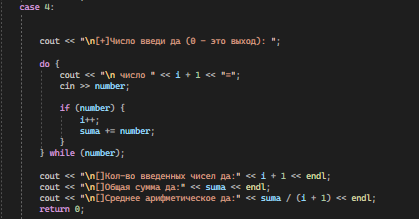 case 4:
cout << "\n[+]Число введи да (0 - это выход): ";
do {
cout << "\n число " << i + 1 << "=";
cin >> number;
if (number) {
i++;
suma += number;
}
} while (number);
cout << "\n[]Кол-во введенных чисел да:" << i + 1 << endl;
cout << "\n[]Общая сумма да:" << suma << endl;
cout << "\n[]Среднее арифметическое да:" << suma / (i + 1) << endl;
return 0;